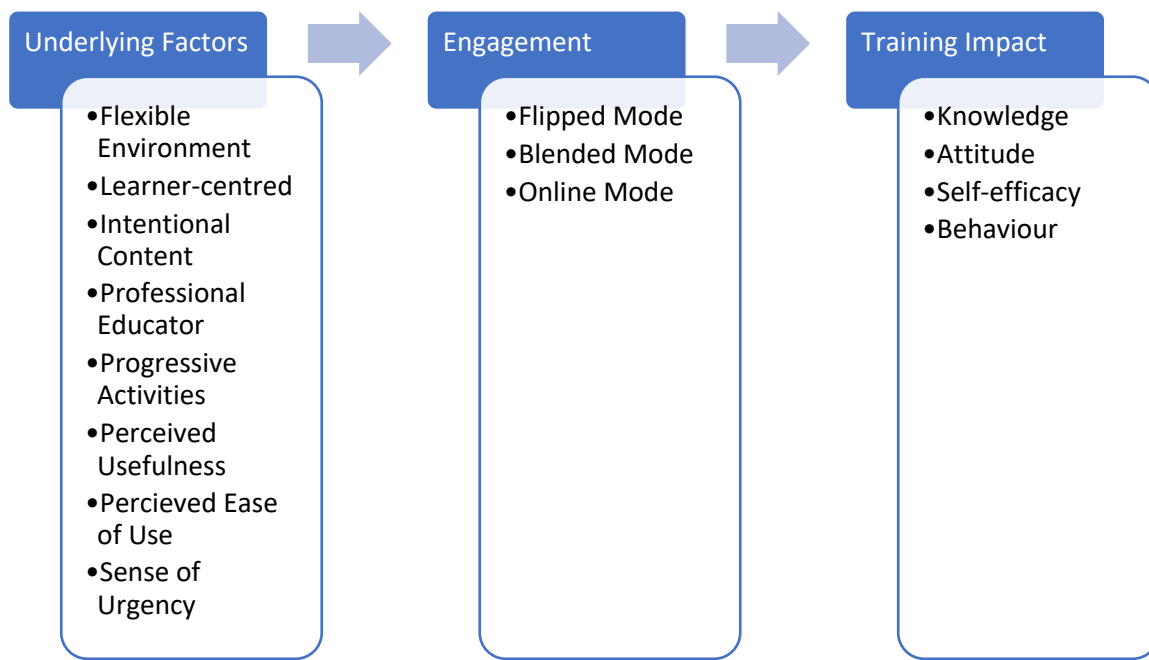 Underlying Factors
•Flexible
Environment
•Learner-centred
•Intentional
Content
•Professional
Educator
•Progressive
Activities
•Perceived
Usefulness
•Percieved Ease
of Use
•Sense of
Urgency
Engagement
•Flipped Mode
•Blended Mode
•Online Mode
Training Impact
•Knowledge
•Attitude
•Self-efficacy
•Behaviour